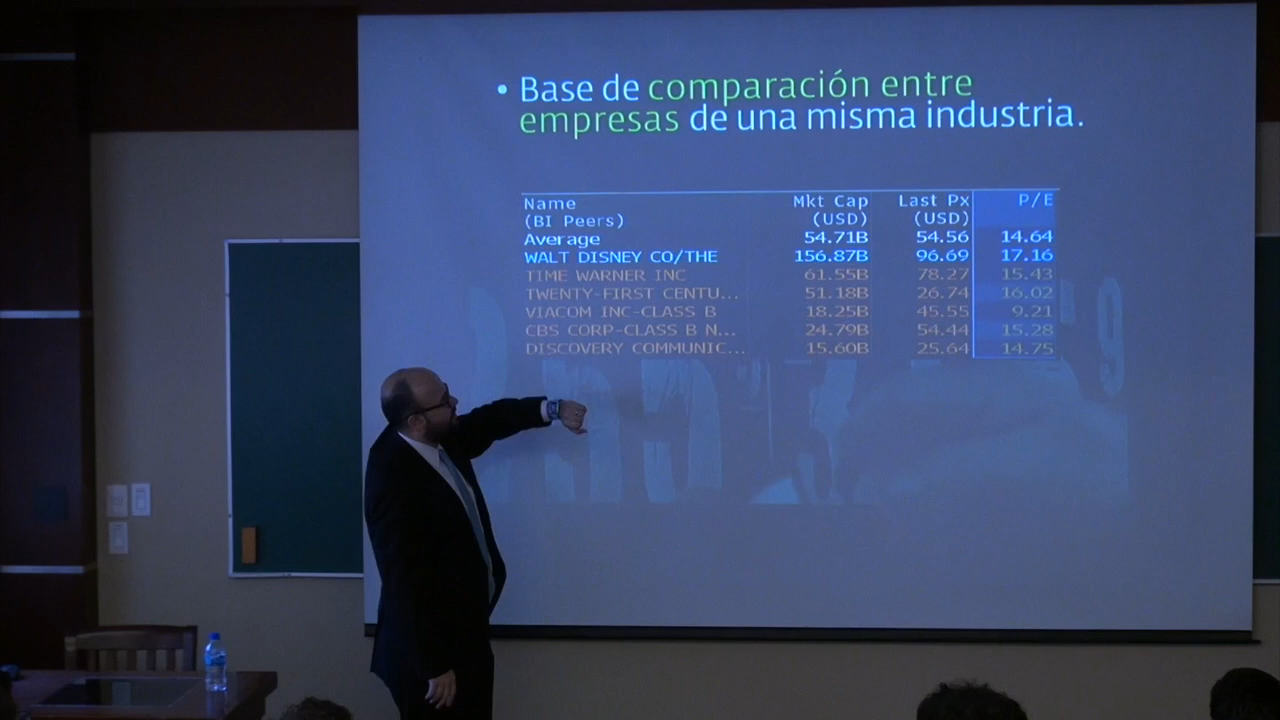 • Base de comparación entre
empresas de una misma industria.
Name Mkt Cap Last Px P/E
(BI Peers) (USD) (USD)
Average 54.71B 54.56 14.64
WALT DISNEY CO/THE 156.87B 96.69 17.16
TIME WARNER INC 61.55B 78.27 15.43
TWENTY-FIRST CENTU... 51.18B 26.74 16.02
VIACOM INC-CLASS B 18.25B 45.55 9.21
CBS CORP-CLASS B N... 24.79B 54.44 15.28
DISCOVERY COMMUNIC... 15.60B 25.64 14.75